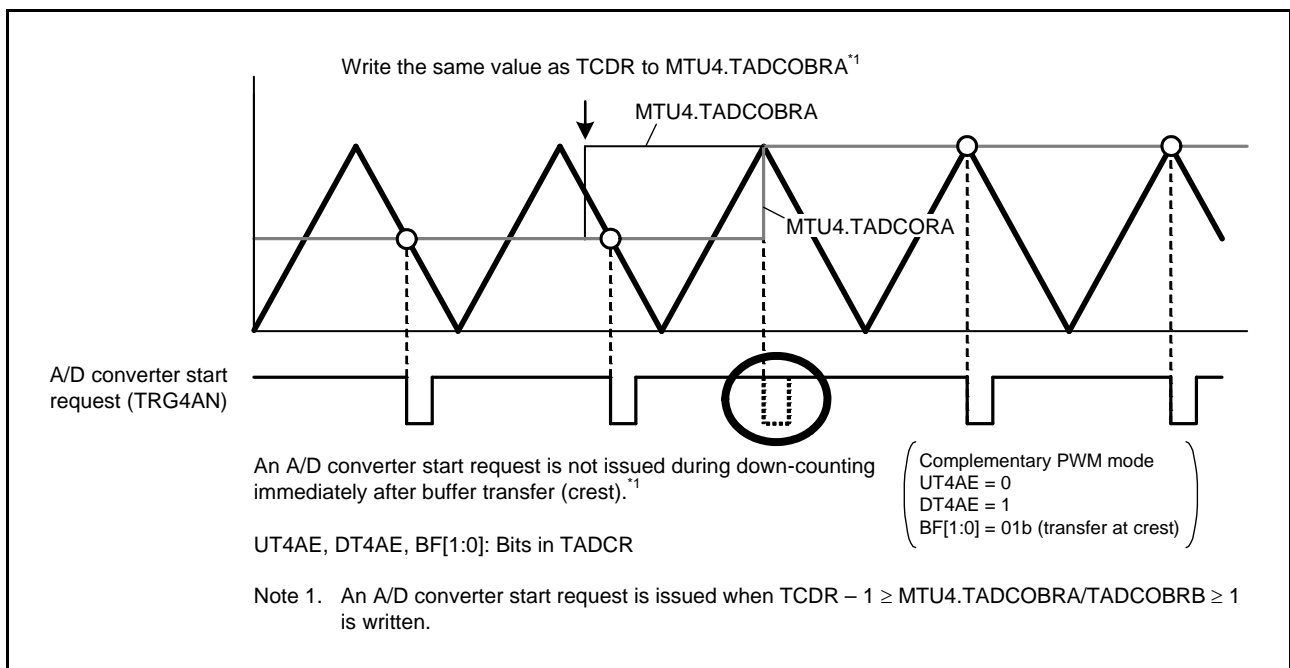 Write the same value as TCDR to MTU4.TADCOBRA*1
MTU4.TADCOBRA
MTU4.TADCORA
A/D converter start
request (TRG4AN)
An A/D converter start request is not issued during down-counting
immediately after buffer transfer (crest).*1
Complementary PWM mode
UT4AE = 0
DT4AE = 1
BF[1:0] = 01b (transfer at crest)
UT4AE, DT4AE, BF[1:0]: Bits in TADCR
Note 1. An A/D converter start request is issued when TCDR – 1 ≥ MTU4.TADCOBRA/TADCOBRB ≥ 1
is written.